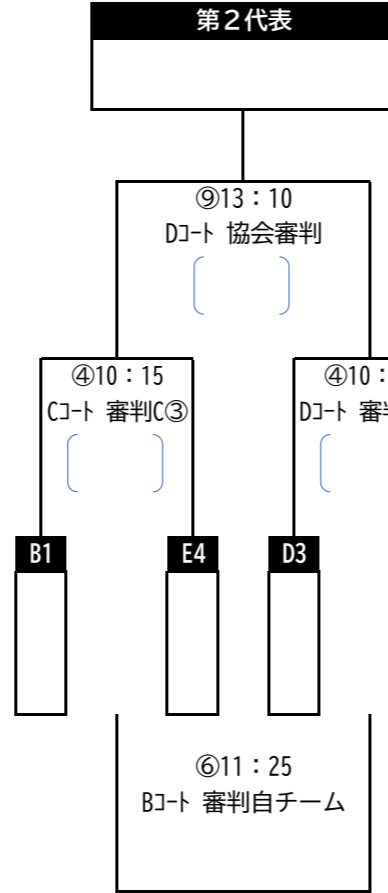 第２代表
⑨13：10
Dｺｰﾄ 協会審判
④10：15
④10：
Cｺｰﾄ 審判C③
Dｺｰﾄ 審判
B1
E4
D3
⑥11：25
Bｺｰﾄ 審判自チーム